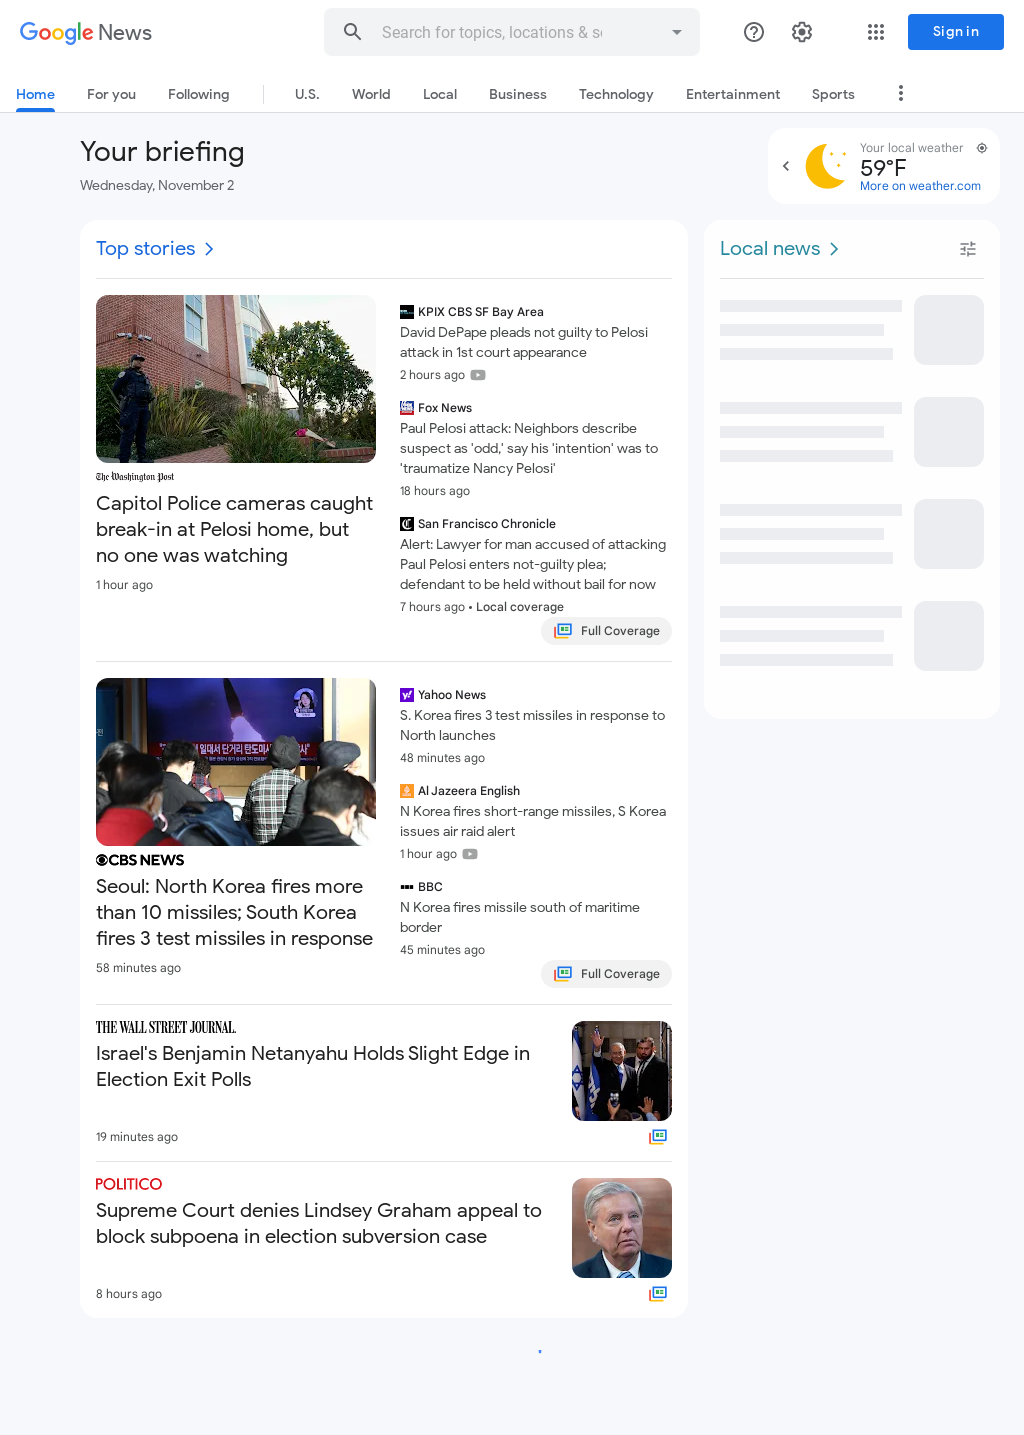 Google News
Search for topics, locations & so
Sign in
Home
For you
Following
U.S.
World
Local
Business
Technology
Entertainment
Sports
Your briefing
Wednesday, November 2
Your local weather
59°F
More on weather.com
Top stories
The Washington Post
Capitol Police cameras caught
break-in at Pelosi home, but
no one was watching
1 hour ago
KPIX CBS SF Bay Area
David DePape pleads not guilty to Pelosi
attack in 1st court appearance
2 hours ago
Fox News
Paul Pelosi attack: Neighbors describe
suspect as 'odd,' say his 'intention' was to
'traumatize Nancy Pelosi'
18 hours ago
San Francisco Chronicle
Alert: Lawyer for man accused of attacking
Paul Pelosi enters not-guilty plea;
defendant to be held without bail for now
7 hours ago • Local coverage
Full Coverage
CBS NEWS
Seoul: North Korea fires more
than 10 missiles; South Korea
fires 3 test missiles in response
58 minutes ago
Yahoo News
S. Korea fires 3 test missiles in response to
North launches
48 minutes ago
Al Jazeera English
N Korea fires short-range missiles, S Korea
issues air raid alert
1 hour ago
BBC
N Korea fires missile south of maritime
border
45 minutes ago
Full Coverage
THE WALL STREET JOURNAL.
Israel's Benjamin Netanyahu Holds Slight Edge in
Election Exit Polls
19 minutes ago
POLITICO
Supreme Court denies Lindsey Graham appeal to
block subpoena in election subversion case
8 hours ago
Local news